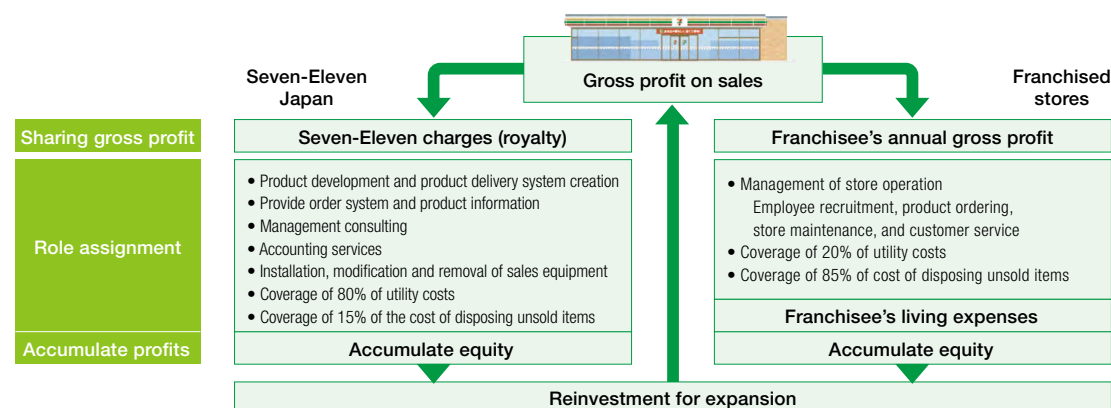 Gross profit on sales
Seven-Eleven
Japan
Franchised
stores
Sharing gross profit
Seven-Eleven charges (royalty)
Franchisee's annual gross profit
Role assignment
• Product development and product delivery system creation
• Provide order system and product information
• Management consulting
• Accounting services
• Installation, modification and removal of sales equipment
• Coverage of 80% of utility costs
• Coverage of 15% of the cost of disposing unsold items
• Management of store operation
Employee recruitment, product ordering,
store maintenance, and customer service
• Coverage of 20% of utility costs
• Coverage of 85% of cost of disposing unsold items
Franchisee's living expenses
Accumulate profits
Accumulate equity
Accumulate equity
Reinvestment for expansion